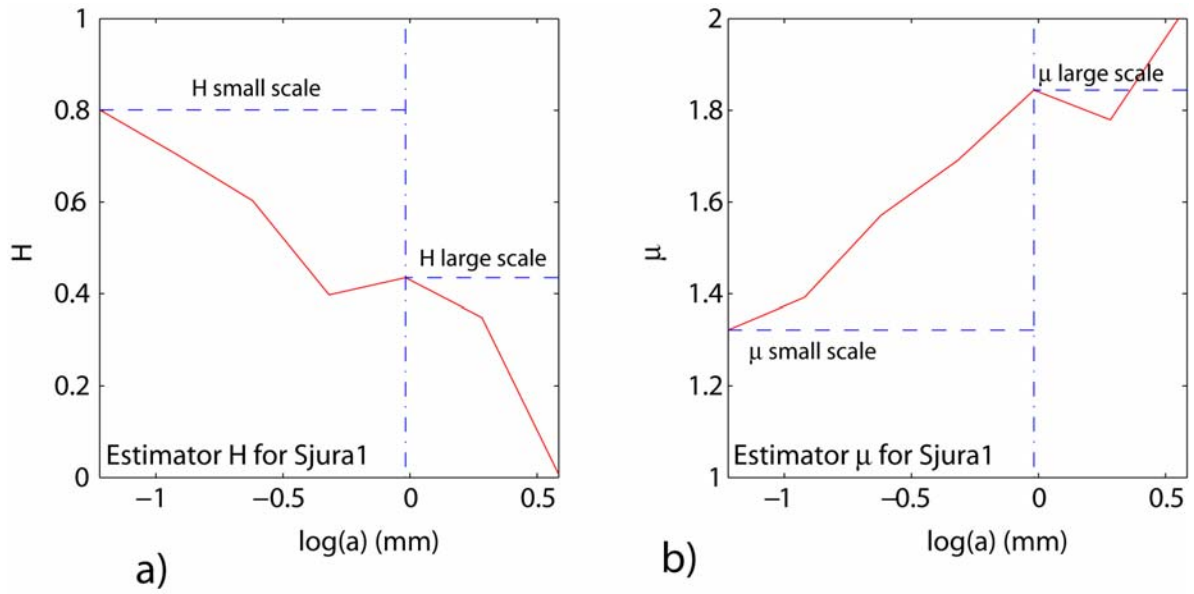 1
0.8
0.6
0.4
0.2
0
H
H small scale
H large scale
Estimator H for Sjura1
−1
−0.5
0
0.5
log(a) (mm)
a)
2
1.8
1.6
1.4
1.2
1
μ
μ large scale
μ small scale
Estimator μ for Sjura1
−1
−0.5
0
0.5
log(a) (mm)
b)